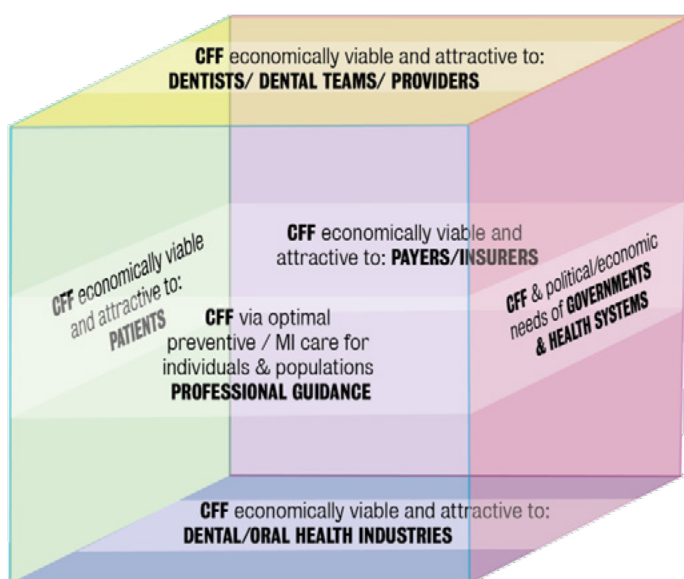 CFF economically viable and attractive to:
DENTISTS/ DENTAL TEAMS/ PROVIDERS
CFF economically viable
and attractive to:
PATIENTS
CFF economically viable and
attractive to: PAYERS/INSURERS
CFF via optimal
preventive / MI care for
individuals & populations
PROFESSIONAL GUIDANCE
CFF & political/economic
needs of GOVERNMENTS
& HEALTH SYSTEMS
CFF economically viable and attractive to:
DENTAL/ORAL HEALTH INDUSTRIES